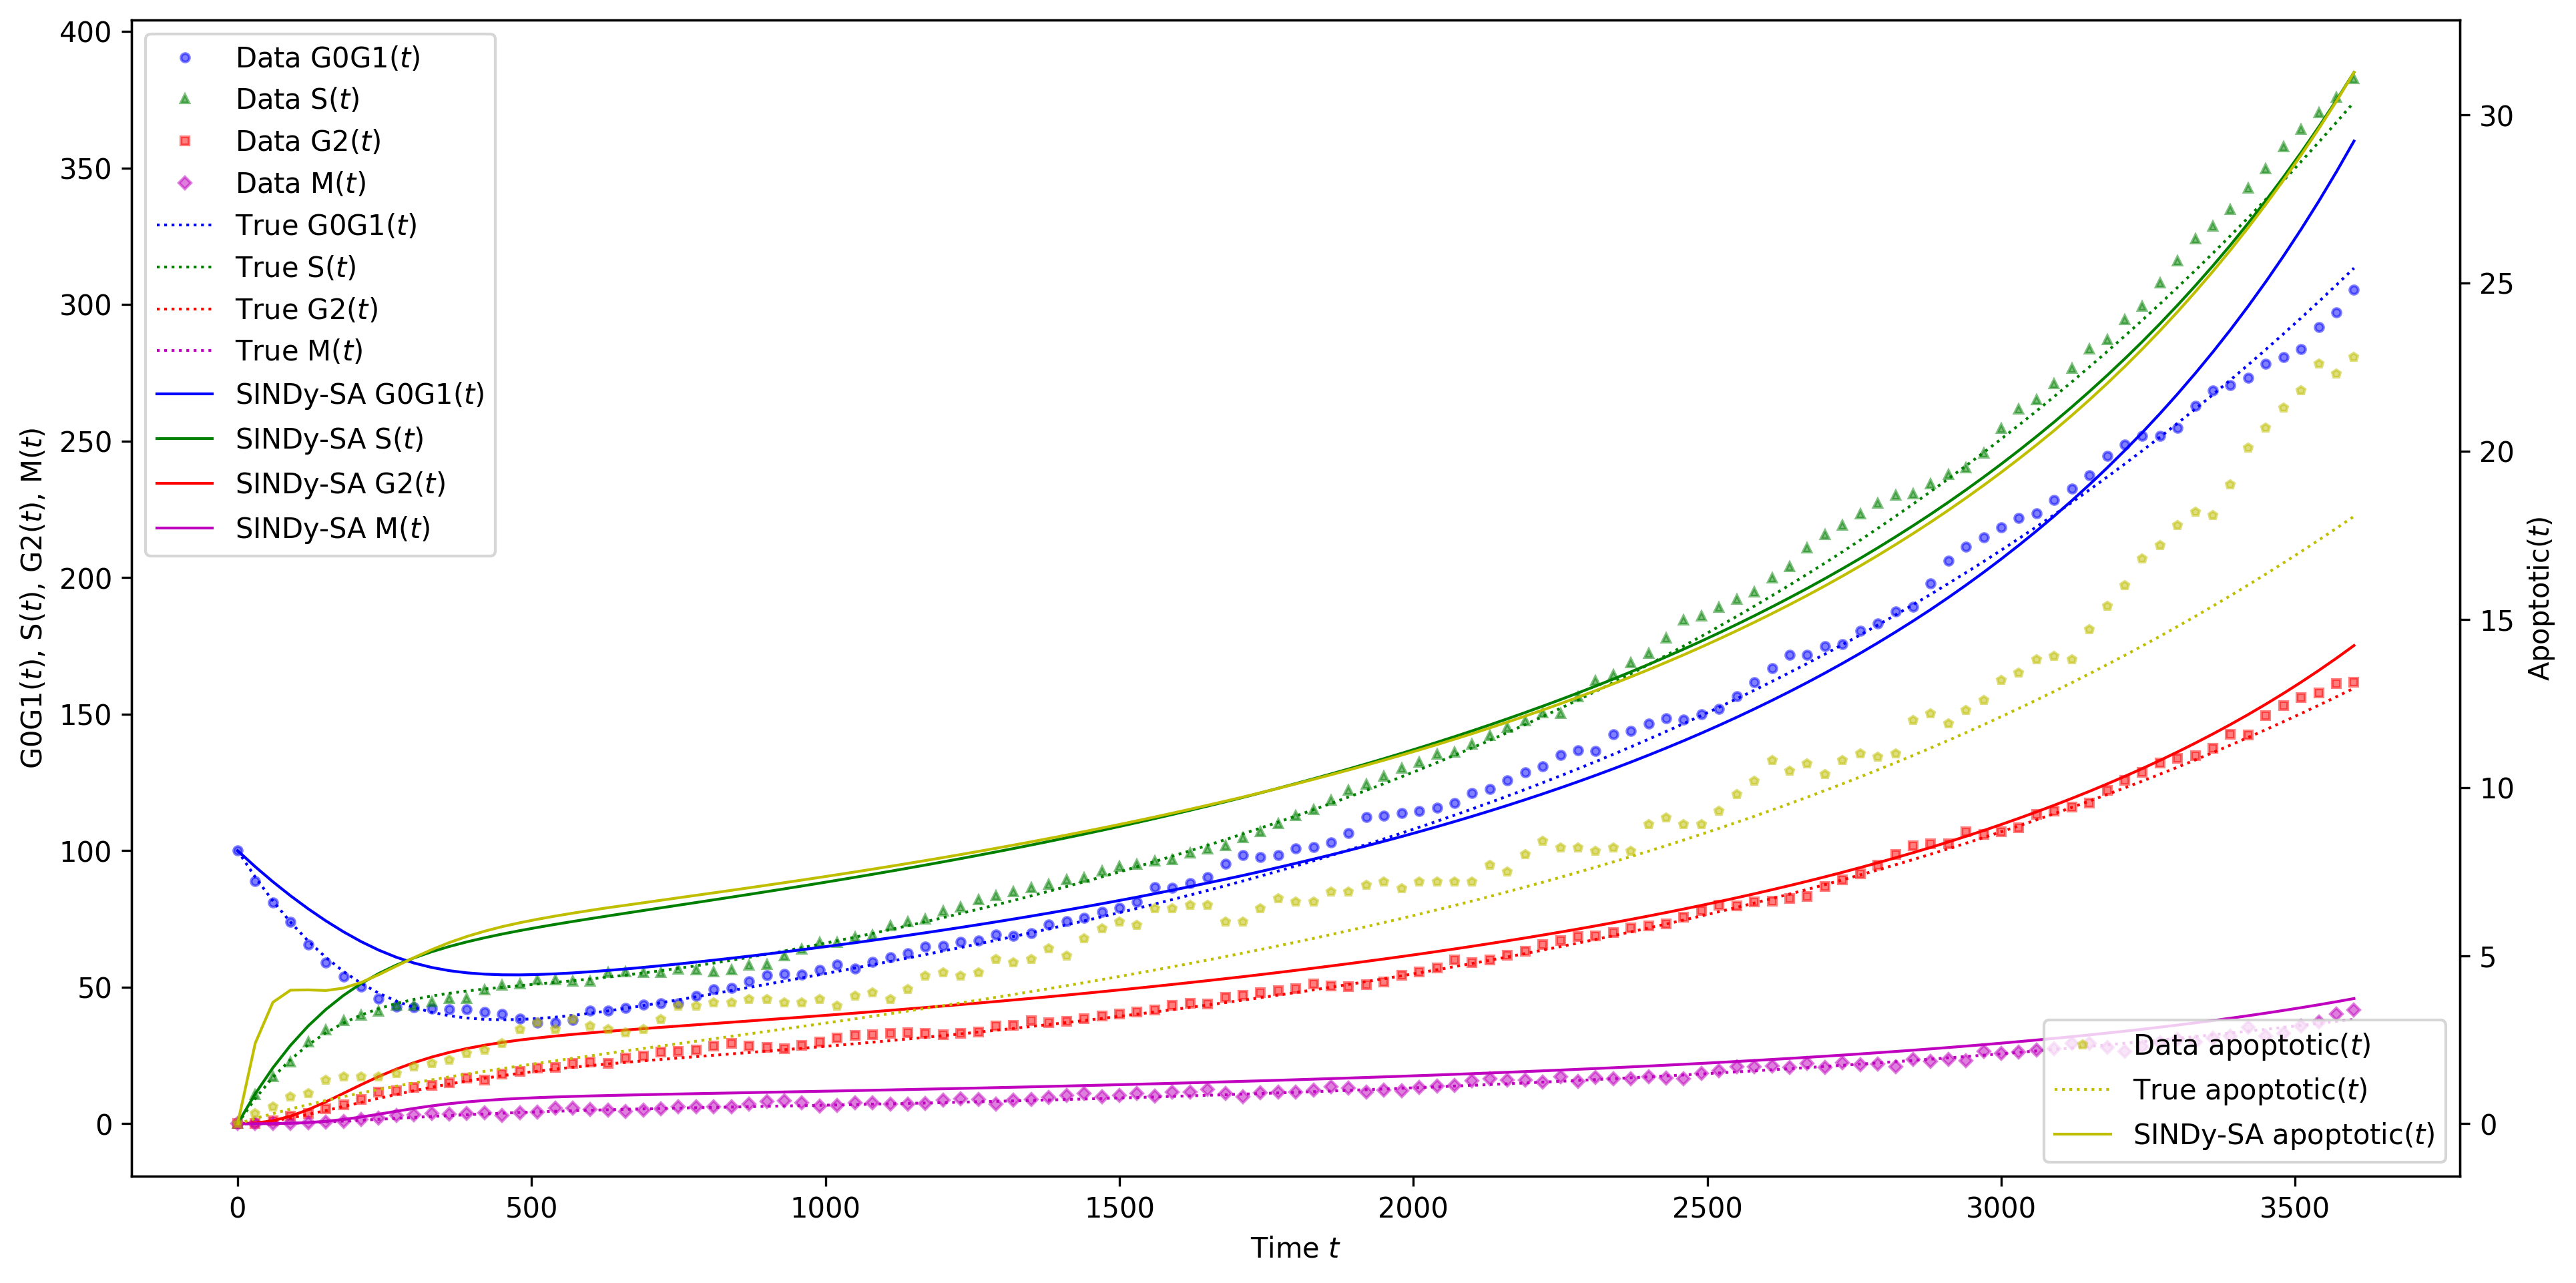 Data G0G1(t)
Data S(t)
Data G2(t)
Data M(t)
True G0G1(t)
True S(t)
True G2(t)
True M(t)
SINDy-SA G0G1(t)
SINDy-SA S(t)
SINDy-SA G2(t)
SINDy-SA M(t)
400
350
300
250
200
150
100
50
0
G0G1(t), S(t), G2(t), M(t)
30
25
20
15
10
5
0
Apoptotic(t)
Data apoptotic(t)
True apoptotic(t)
SINDy-SA apoptotic(t)
0 500 1000 1500 2000 2500 3000 3500
Time t